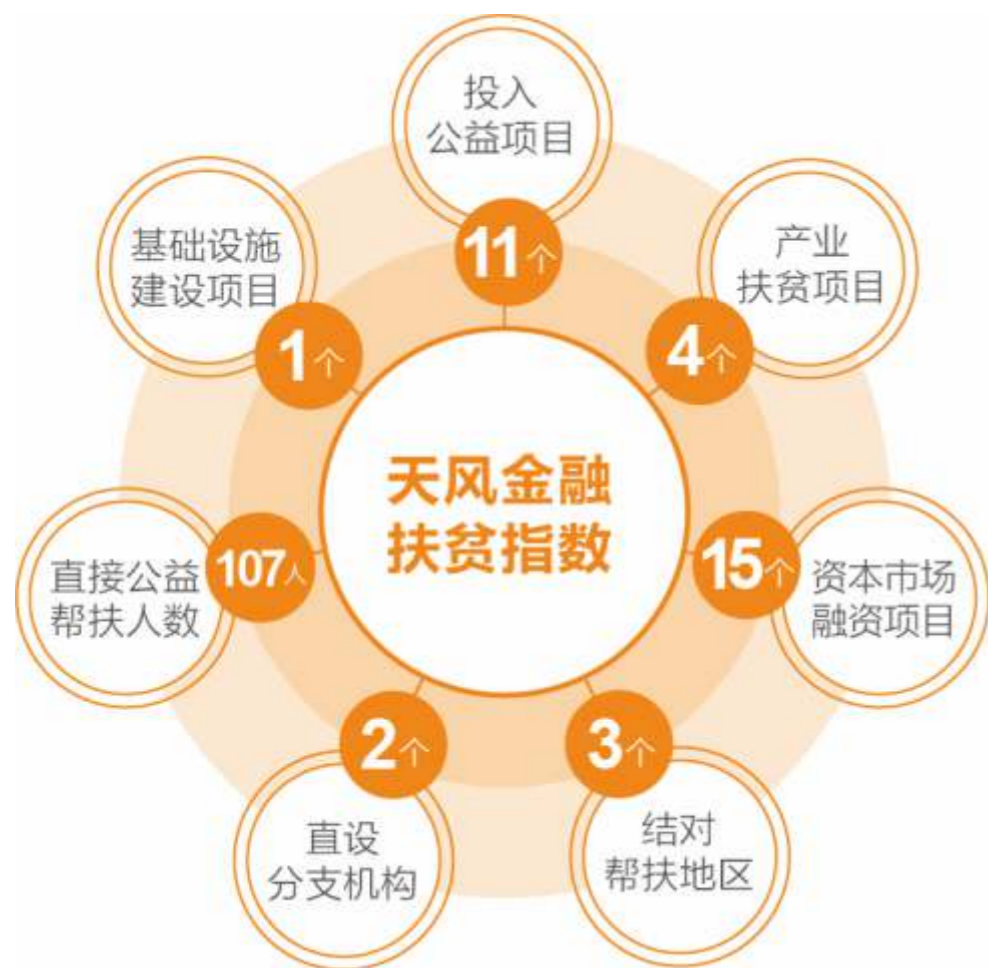 投入
公益项目
11个
产业
扶贫项目
4个
资本市场
融资项目
15个
结对
帮扶地区
3个
直设
分支机构
2个
直接公益
帮扶人数
107人
基础设施
建设项目
1个
天风金融
扶贫指数